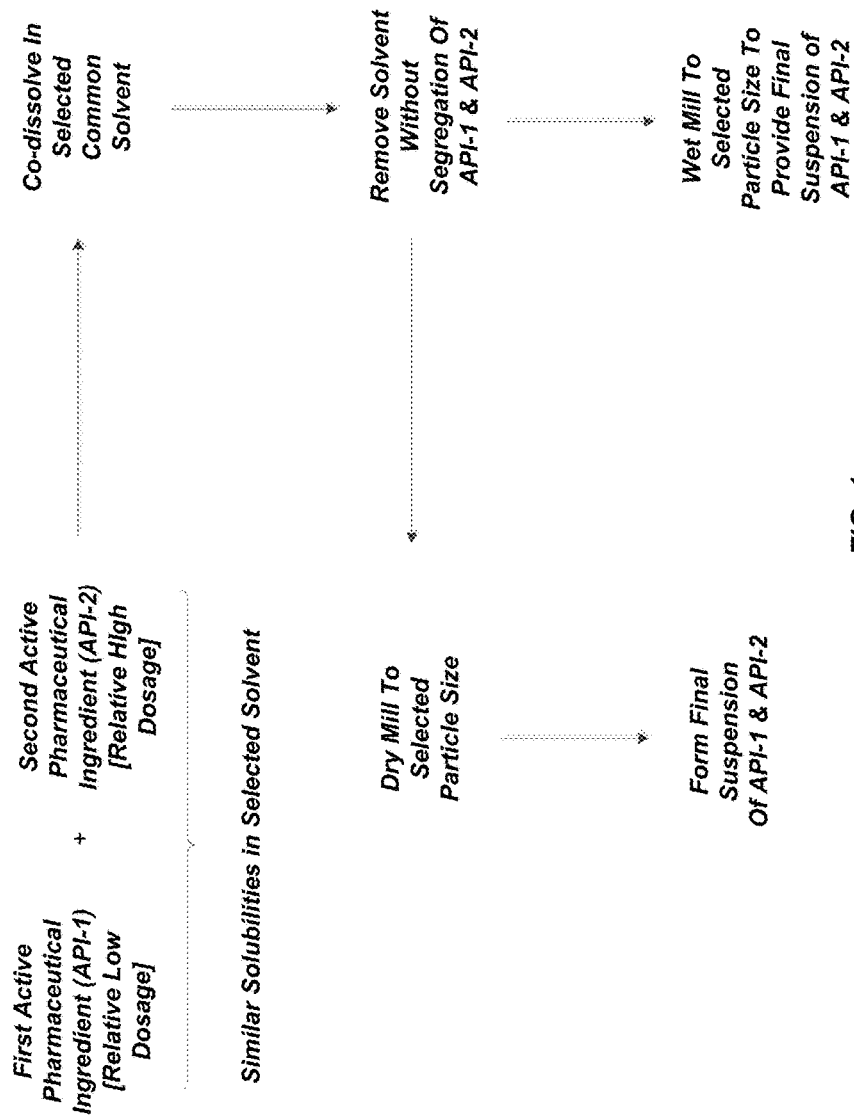 First Active
Pharmaceutical
Ingredient (API-1)
[Relative Low
Dosage]
+
Second Active
Pharmaceutical
Ingredient (API-2)
[Relative HIgh
Dosage]
Similar Solubilities in Selected Solvent
Co-dissolve In
Selected
Common
Solvent
Remove Solvent
Without
Segregation Of
API-1 & API-2
Dry Mill To
Selected
Particle Size
Form Final
Suspension
Of API-1 & API-2
Wet Mill To
Selected
Particle Size To
Provide Final
Suspension of
API-1 & API-2